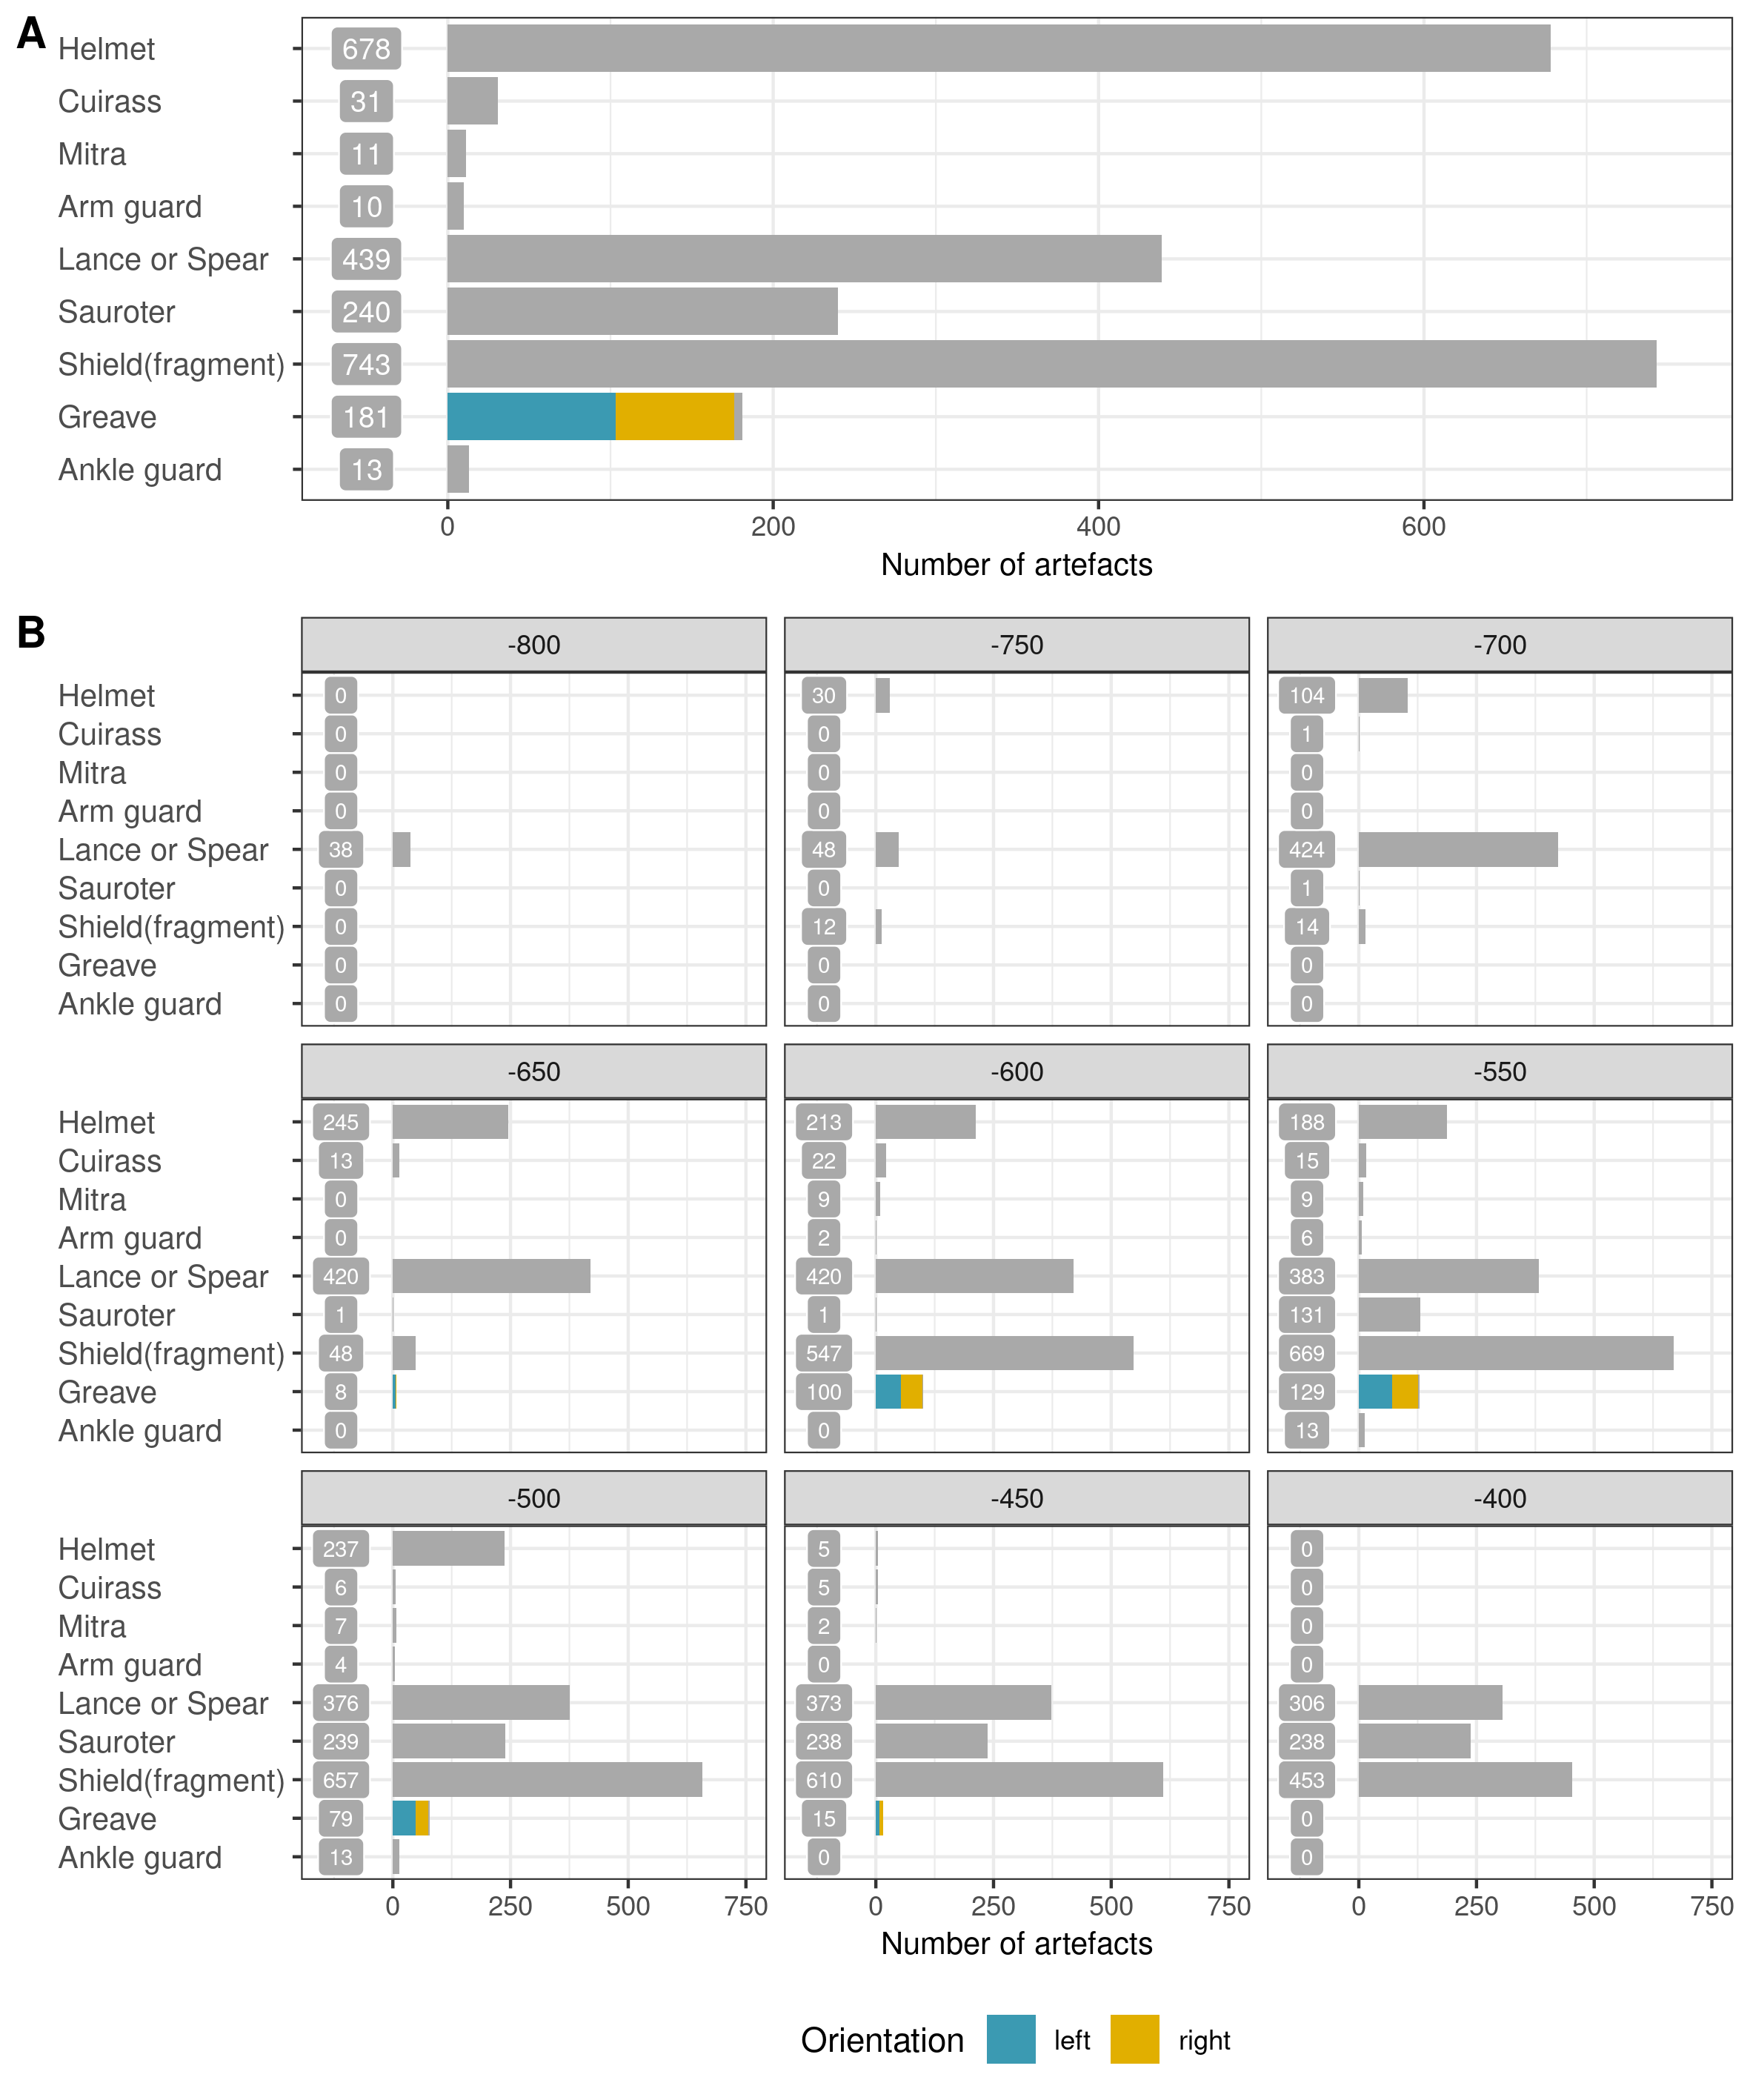 A
Helmet 678
Cuirass 31
Mitra 11
Arm guard 10
Lance or Spear 439
Sauroter 240
Shield(fragment) 743
Greave 181
Ankle guard 13
0 200 400 600
Number of artefacts
B
-800 -750 -700
Helmet 0 30 104
Cuirass 0 0 1
Mitra 0 0 0
Arm guard 0 0 0
Lance or Spear 38 48 424
Sauroter 0 0 1
Shield(fragment) 0 12 14
Greave 0 0 0
Ankle guard 0 0 0
-650 -600 -550
Helmet 245 213 188
Cuirass 13 22 15
Mitra 0 9 9
Arm guard 0 2 6
Lance or Spear 420 420 383
Sauroter 1 1 131
Shield(fragment) 48 547 669
Greave 8 100 129
Ankle guard 0 0 13
-500 -450 -400
Helmet 237 5 0
Cuirass 6 5 0
Mitra 7 2 0
Arm guard 4 0 0
Lance or Spear 376 373 306
Sauroter 239 238 238
Shield(fragment) 657 610 453
Greave 79 15 0
Ankle guard 13 0 0
0 250 500 750 0 250 500 750 0 250 500 750
Number of artefacts
Orientation left right